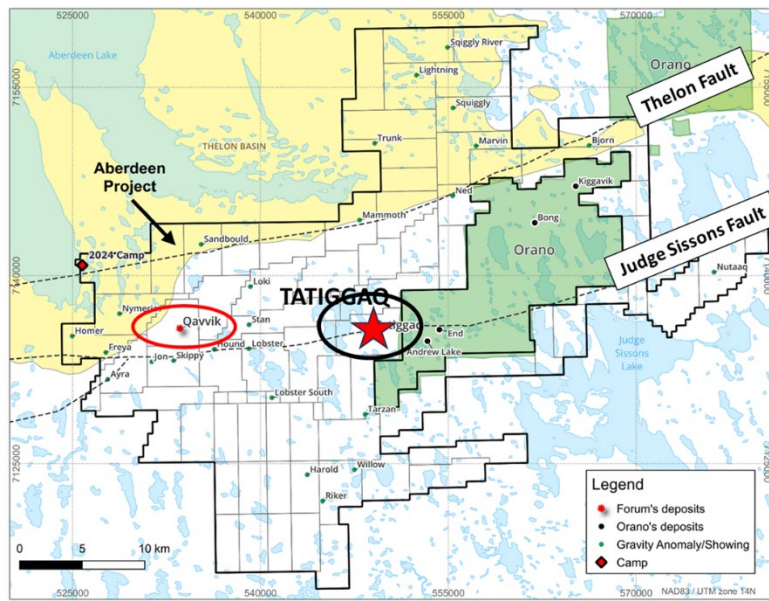 525000
540000
555000
570000
Aberdeen Lake
Sqiggly River
Orano
Lightning
7155000
7155000
Squiggly
Thelon Fault
THELON BASIN
Trunk
Marvin
Bjorn
Aberdeen
Project
Kiggavik
Ned
Mammoth
Bong
Sandbould
Orano
Judge Sissons Fault
2024 Camp
7140000
Loki
Nutaaq
TATIGGAQ
Nymeria
Qavvik
Stan
Homer
End
Hound
Lobster
Andrew Lake
Freya
Jon
Skippy
Judge
Sissons
Lake
Ayra
Lobster South
Tarzan
7125000
7125000
Willow
Harold
Riker
Legend
Forum's deposits
Orano's deposits
Gravity Anomaly/Showing
Camp
0 5 10 km
525000
540000
555000
570000
NAD83 / UTM zone 14N